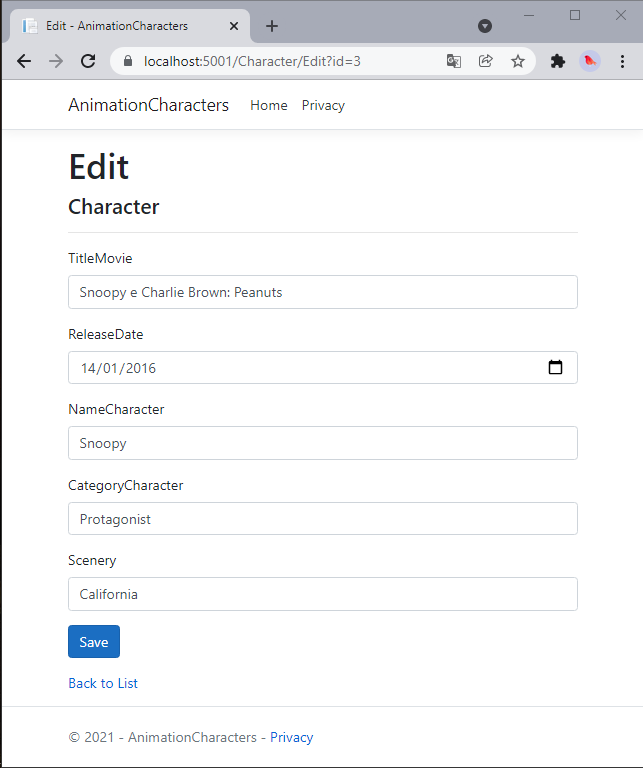 Edit - AnimationCharacters
localhost:5001/Character/Edit?id=3
AnimationCharacters Home Privacy
Edit
Character
TitleMovie
Snoopy e Charlie Brown: Peanuts
ReleaseDate
14/01/2016
NameCharacter
Snoopy
CategoryCharacter
Protagonist
Scenery
California
Save
Back to List
© 2021 - AnimationCharacters - Privacy